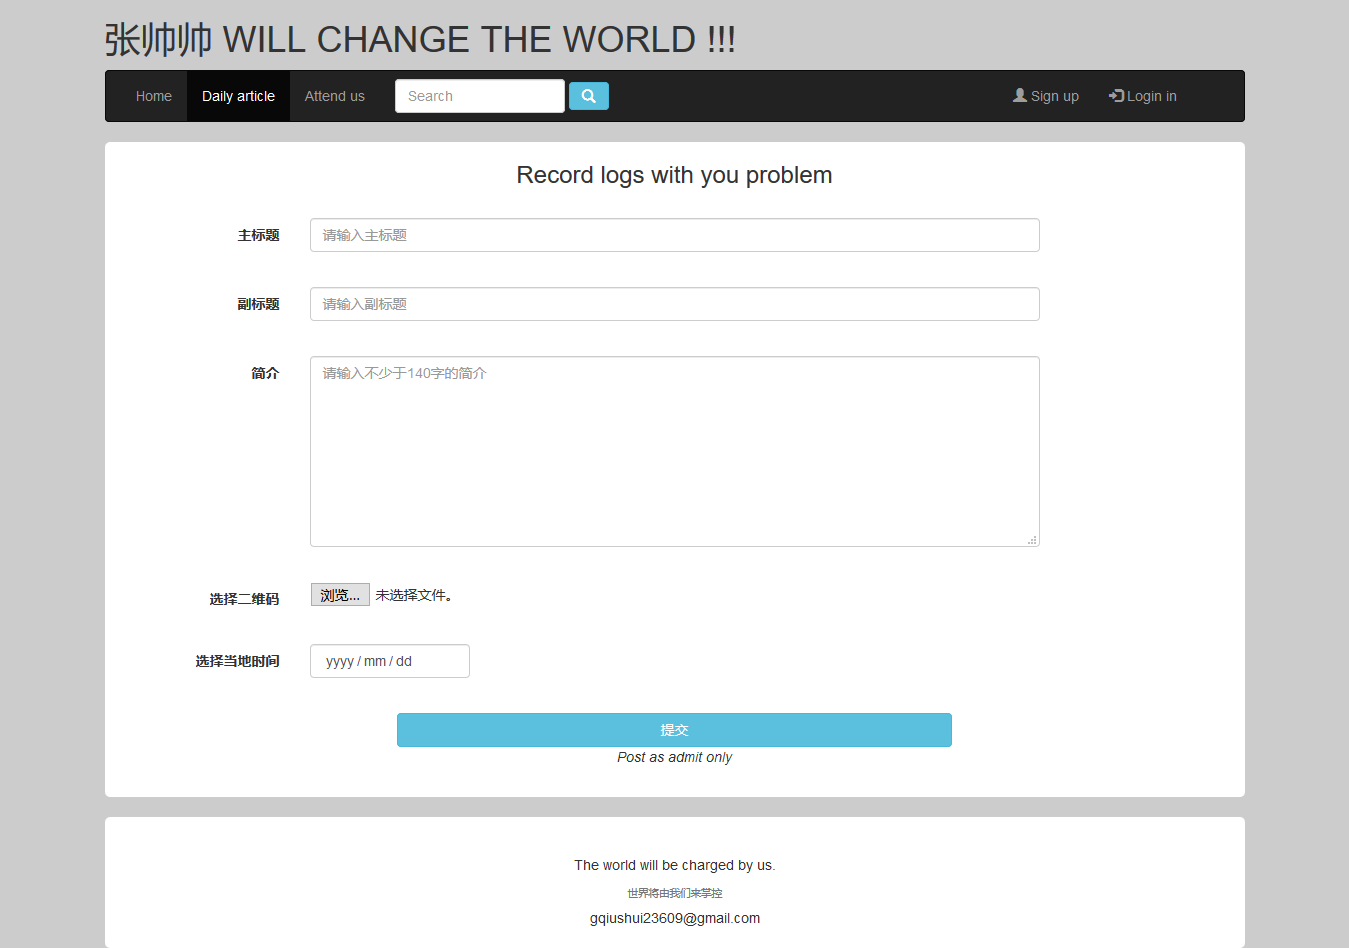 张帅帅 WILL CHANGE THE WORLD !!!
Home Daily article Attend us Search Sign up Login in
Record logs with you problem
主标题 请输入主标题
副标题 请输入副标题
简介 请输入不少于140字的简介
选择二维码 浏览... 未选择文件。
选择当地时间 yyyy / mm / dd
提交
Post as admit only
The world will be charged by us.
世界将由我们来掌控
gqiushui23609@gmail.com